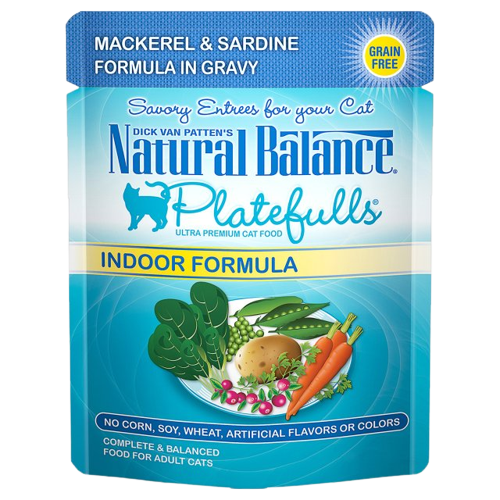 MACKEREL & SARDINE
FORMULA IN GRAVY
GRAIN
FREE
Savory Entrees for your Cat
DICK VAN PATTEN'S
Natural Balance®
Platefulls®
ULTRA PREMIUM CAT FOOD
INDOOR FORMULA
NO CORN, SOY, WHEAT, ARTIFICIAL FLAVORS OR COLORS
COMPLETE & BALANCED
FOOD FOR ADULT CATS